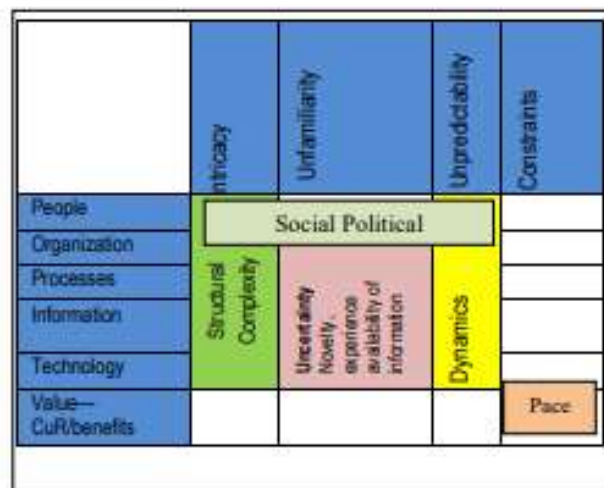 ntricacy
Unfamiliarity
Unpredictability
Constraints
People
Social Political
Organization
Processes
Information
Technology
Structural
Complexity
Uncertainty
Novelty
experience
availability of
information
Dynamics
Value—
CuR/benefits
Pace